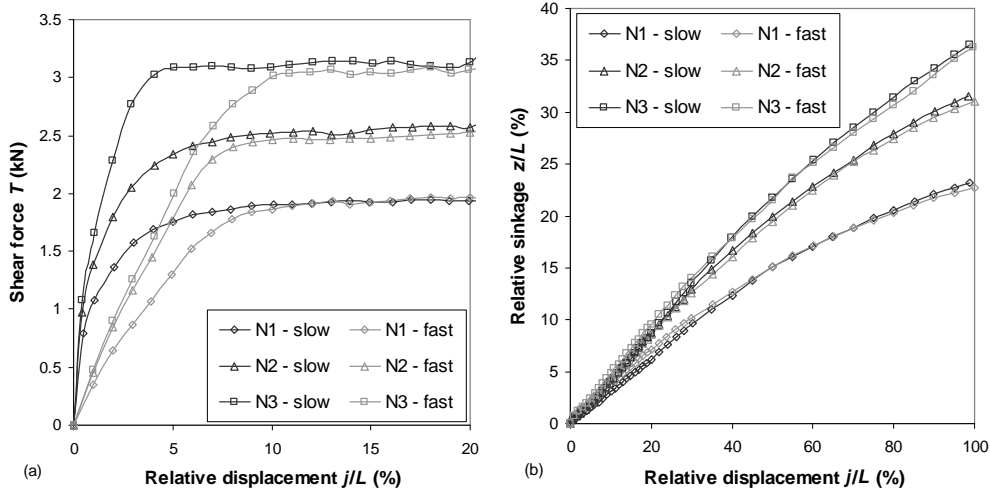 3.5
3
2.5
2
1.5
1
0.5
0
Shear force T (kN)
0 5 10 15 20
Relative displacement j/L (%)
N1 - slow N1 - fast
N2 - slow N2 - fast
N3 - slow N3 - fast
(a)
40
35
30
25
20
15
10
5
0
Relative sinkage z/L (%)
0 20 40 60 80 100
Relative displacement j/L (%)
N1 - slow N1 - fast
N2 - slow N2 - fast
N3 - slow N3 - fast
(b)